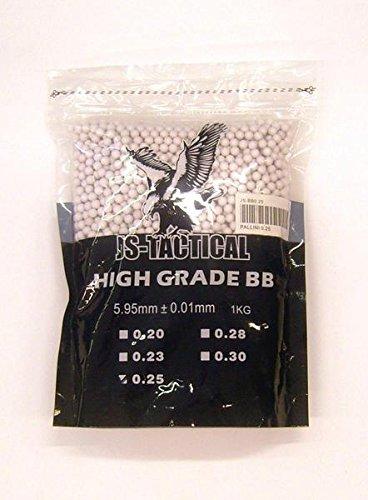 JS-BB0.25
PALLINI 0.25
JS-TACTICAL
HIGH GRADE BB
5.95mm ± 0.01mm 1KG
0.20 0.28
0.23 0.30
0.25